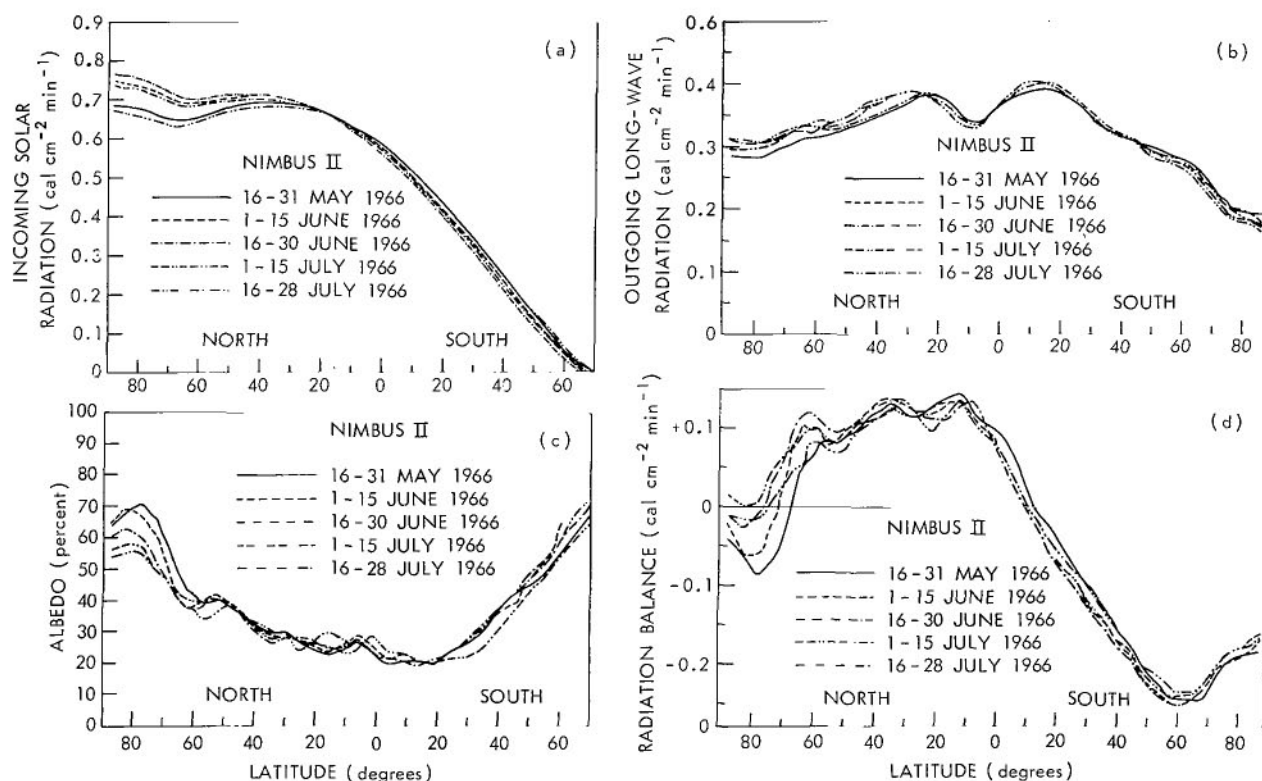 (a)
INCOMING SOLAR
RADIATION (cal cm⁻² min⁻¹)
0.9
0.8
0.7
0.6
0.5
0.4
0.3
0.2
0.1
0
NIMBUS II
16-31 MAY 1966
1-15 JUNE 1966
16-30 JUNE 1966
1-15 JULY 1966
16-28 JULY 1966
NORTH SOUTH
80 60 40 20 0 20 40 60
(b)
OUTGOING LONG-WAVE
RADIATION (cal cm⁻² min⁻¹)
0.6
0.4
0.3
0.2
0.1
0
NIMBUS II
16-31 MAY 1966
1-15 JUNE 1966
16-30 JUNE 1966
1-15 JULY 1966
16-28 JULY 1966
NORTH SOUTH
80 60 40 20 0 20 40 60 80
(c)
ALBEDO (percent)
100
90
80
70
60
50
40
30
20
10
0
NIMBUS II
16-31 MAY 1966
1-15 JUNE 1966
16-30 JUNE 1966
1-15 JULY 1966
16-28 JULY 1966
NORTH SOUTH
80 60 40 20 0 20 40 60
LATITUDE (degrees)
(d)
RADIATION BALANCE (cal cm⁻² min⁻¹)
+0.1
0
-0.1
-0.2
0
NIMBUS II
16-31 MAY 1966
1-15 JUNE 1966
16-30 JUNE 1966
1-15 JULY 1966
16-28 JULY 1966
NORTH SOUTH
80 60 40 20 0 20 40 60 80
LATITUDE (degrees)